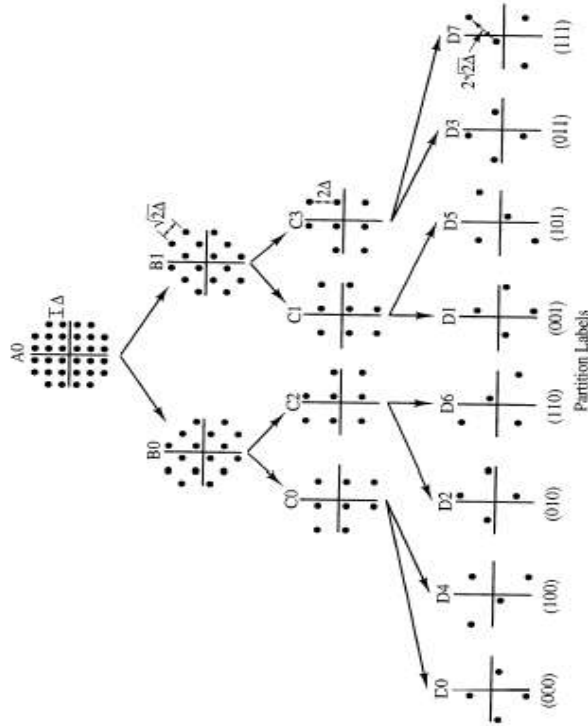 A0
Δ
B0
B1
√2Δ
C0
C2
C1
C3
2Δ
D0
D4
D2
D6
D1
D5
D3
D7
2√2Δ
(000)
(100)
(010)
(110)
(001)
(101)
(011)
(111)
Partition Labels